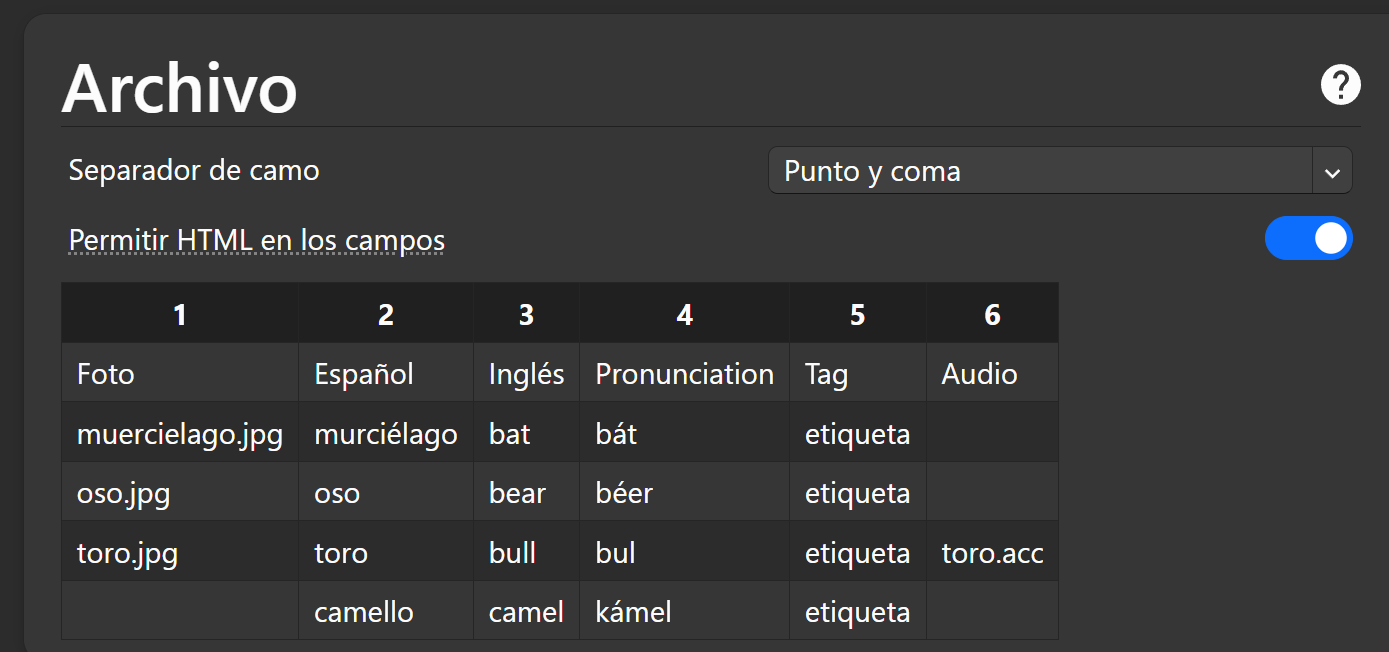 Archivo
?
Separador de camo
Punto y coma
Permitir HTML en los campos
1 2 3 4 5 6
Foto Español Inglés Pronunciation Tag Audio
muercielago.jpg murciélago bat bát etiqueta
oso.jpg oso bear béer etiqueta
toro.jpg toro bull bul etiqueta toro.acc
camello camel kámel etiqueta